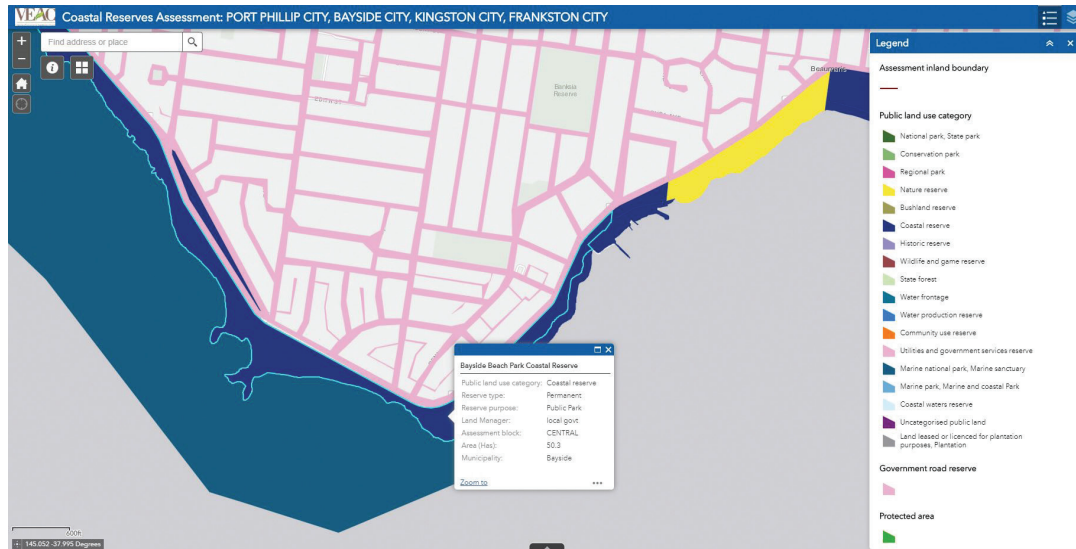 VEAC
Coastal Reserves Assessment: PORT PHILLIP CITY, BAYSIDE CITY, KINGSTON CITY, FRANKSTON CITY
Find address or place
Legend
Assessment inland boundary
Public land use category
National park, State park
Conservation park
Regional park
Nature reserve
Bushland reserve
Coastal reserve
Historic reserve
Wildlife and game reserve
State forest
Water frontage
Water production reserve
Community use reserve
Utilities and government services reserve
Marine national park, Marine sanctuary
Marine park, Marine and coastal Park
Coastal waters reserve
Uncategorised public land
Land leased or licenced for plantation
purposes, Plantation
Government road reserve
Protected area
Beaumaris
Banksia
Reserve
Bayside Beach Park Coastal Reserve
Public land use category: Coastal reserve
Reserve type: Permanent
Reserve purpose: Public Park
Land Manager: local govt
Assessment block: CENTRAL
Area (Has): 50.3
Municipality: Bayside
Zoom to
600ft
145.052 -37.995 Degrees